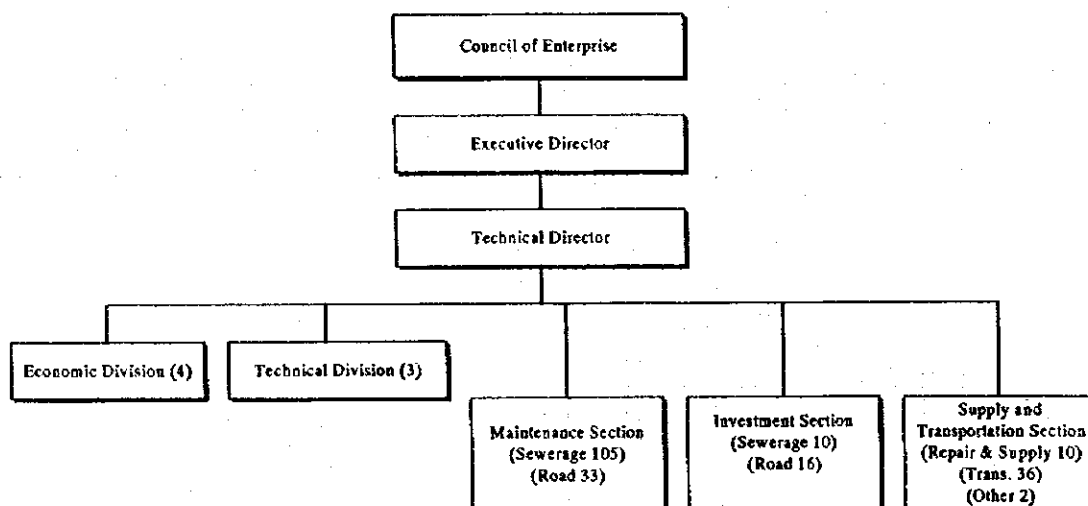 Council of Enterprise
Executive Director
Technical Director
Economic Division (4)
Technical Division (3)
Maintenance Section
(Sewerage 105)
(Road 33)
Investment Section
(Sewerage 10)
(Road 16)
Supply and
Transportation Section
(Repair & Supply 10)
(Trans. 36)
(Other 2)